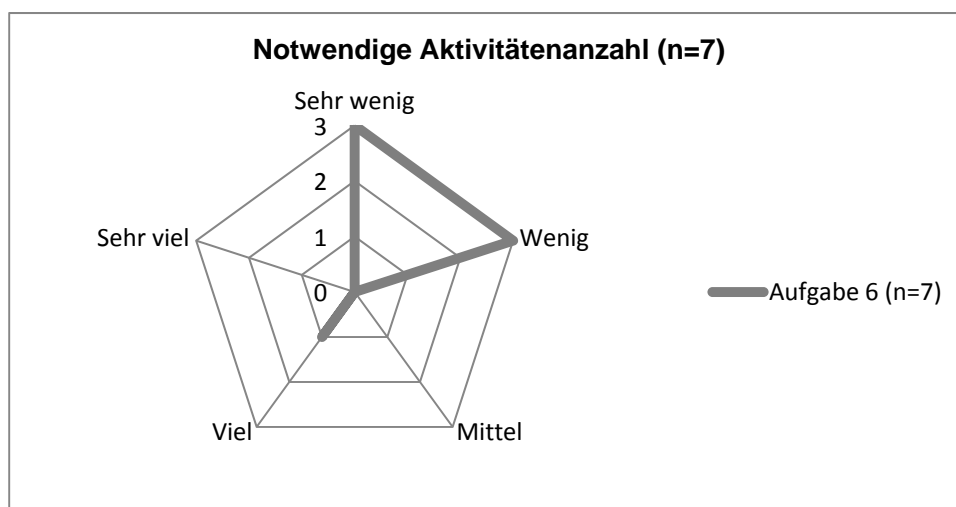 Notwendige Aktivitätenanzahl (n=7)
Sehr wenig
3
2
1
0
Wenig
Mittel
Viel
Sehr viel
Aufgabe 6 (n=7)